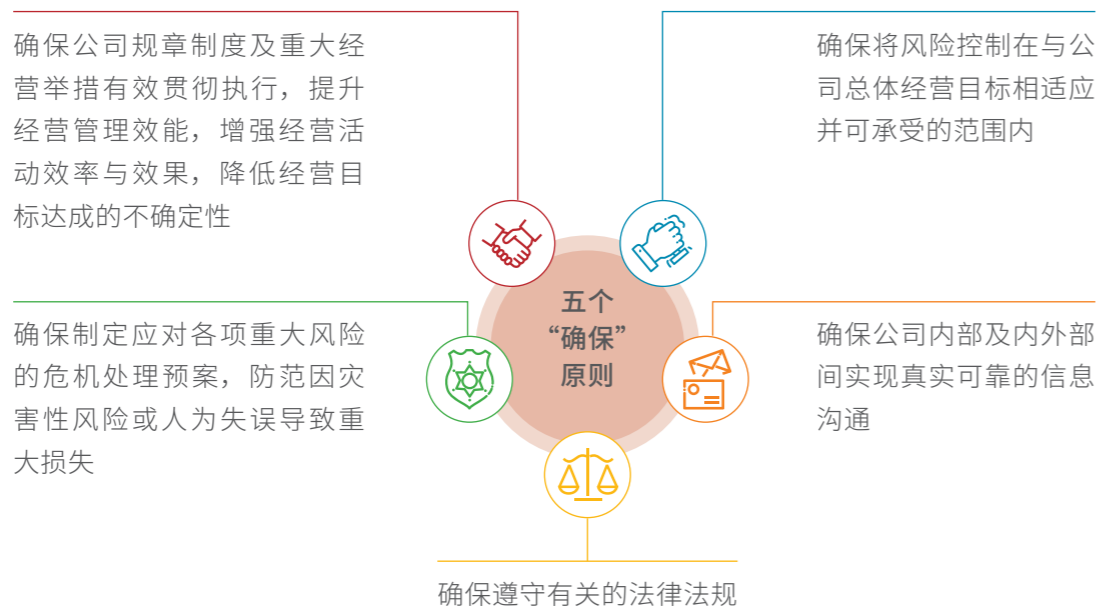 确保公司规章制度及重大经
营举措有效贯彻执行，提升
经营管理效能，增强经营活
动效率与效果，降低经营目
标达成的不确定性
确保将风险控制在与公
司总体经营目标相适应
并可承受的范围内
五个
“确保”
原则
确保制定应对各项重大风险
的危机处理预案，防范因灾
害性风险或人为失误导致重
大损失
确保公司内部及内外部
间实现真实可靠的信息
沟通
确保遵守有关的法律法规